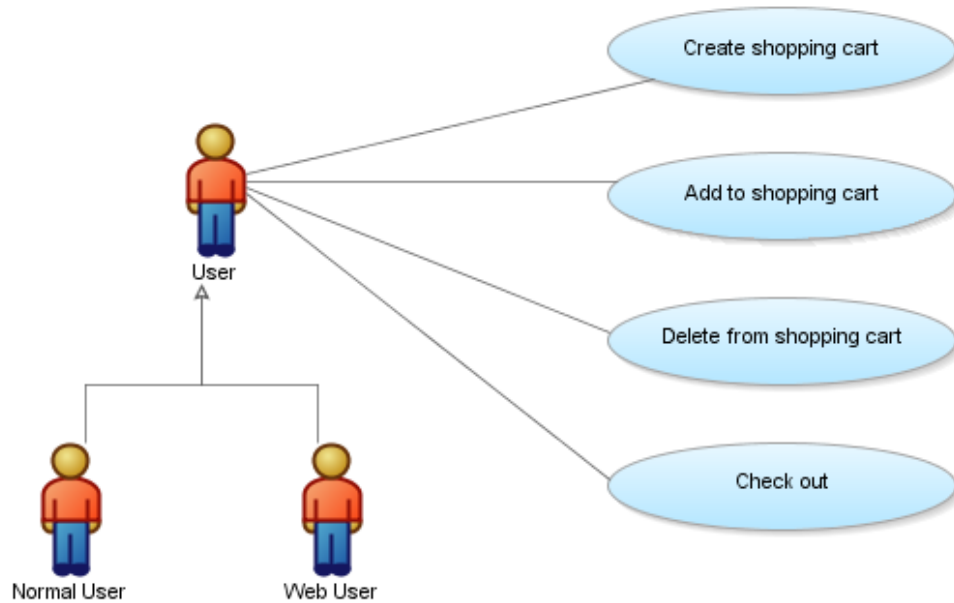 Create shopping cart
Add to shopping cart
User
Delete from shopping cart
Check out
Normal User
Web User